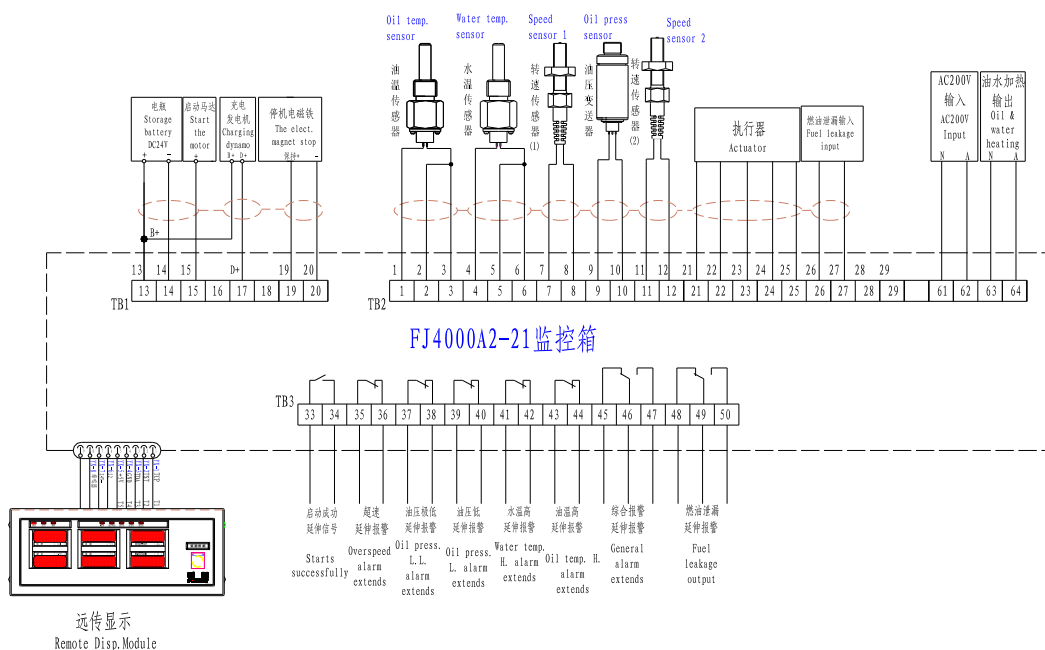 Oil temp.
sensor
Water temp.
sensor
Speed
sensor 1
Oil press
sensor
Speed
sensor 2
油温传感器
水温传感器
转速传感器
(1)
油压变送器
转速传感器
(2)
电瓶
Storage
battery
DC24V
+ -
启动马达
Start
the
motor
+
充电
发电机
Charging
dynamo
B+ D+
停机电磁铁
The elect.
magnet stop
保持+ -
执行器
Actuator
燃油泄漏输入
Fuel leakage
input
AC200V
输入
AC200V
Input
N A
油水加热
输出
Oil &
water
heating
N A
B+
13 14 15 D+ 19 20
1 2 3 4 5 6 7 8 9 10 11 12 21 22 23 24 25 26 27 28 29
TB1
13 14 15 16 17 18 19 20
TB2
1 2 3 4 5 6 7 8 9 10 11 12 21 22 23 24 25 26 27 28 29 61 62 63 64
FJ4000A2-21监控箱
TB3
33 34 35 36 37 38 39 40 41 42 43 44 45 46 47 48 49 50
启动成功
延伸信号
Starts
successfully
超速
延伸报警
Overspeed
alarm
extends
油压极低
延伸报警
Oil press.
L.L.
alarm
extends
油压低
延伸报警
Oil press.
L. alarm
extends
水温高
延伸报警
Water temp.
H. alarm
extends
油温高
延伸报警
Oil temp. H.
alarm
extends
综合报警
延伸报警
General
alarm
extends
燃油泄漏
延伸报警
Fuel
leakage
output
远传显示
Remote Disp.Module